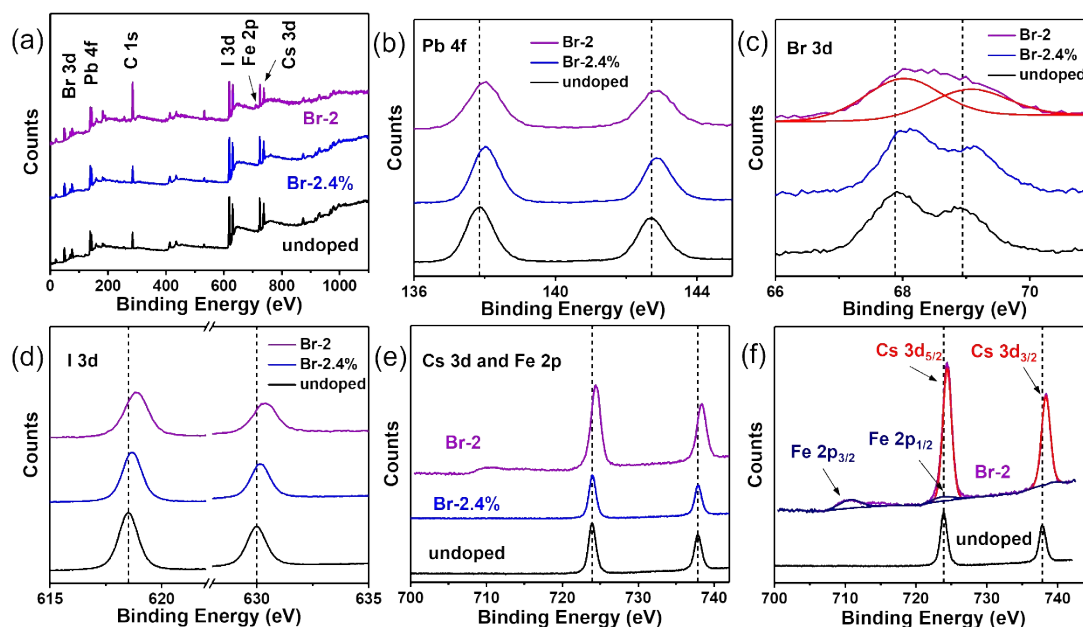 (a)
Br 3d
Pb 4f
C 1s
I 3d
Fe 2p
Cs 3d
Br-2
Br-2.4%
undoped
Counts
0 200 400 600 800 1000
Binding Energy (eV)
(b)
Pb 4f
Br-2
Br-2.4%
undoped
Counts
136 140 144
Binding Energy (eV)
(c)
Br 3d
Br-2
Br-2.4%
undoped
Counts
66 68 70
Binding Energy (eV)
(d)
I 3d
Br-2
Br-2.4%
undoped
Counts
615 620 630 635
Binding Energy (eV)
(e)
Cs 3d and Fe 2p
Br-2
Br-2.4%
undoped
Counts
700 710 720 730 740
Binding Energy (eV)
(f)
Cs 3d5/2
Cs 3d3/2
Fe 2p1/2
Fe 2p3/2
Br-2
undoped
Counts
700 710 720 730 740
Binding Energy (eV)